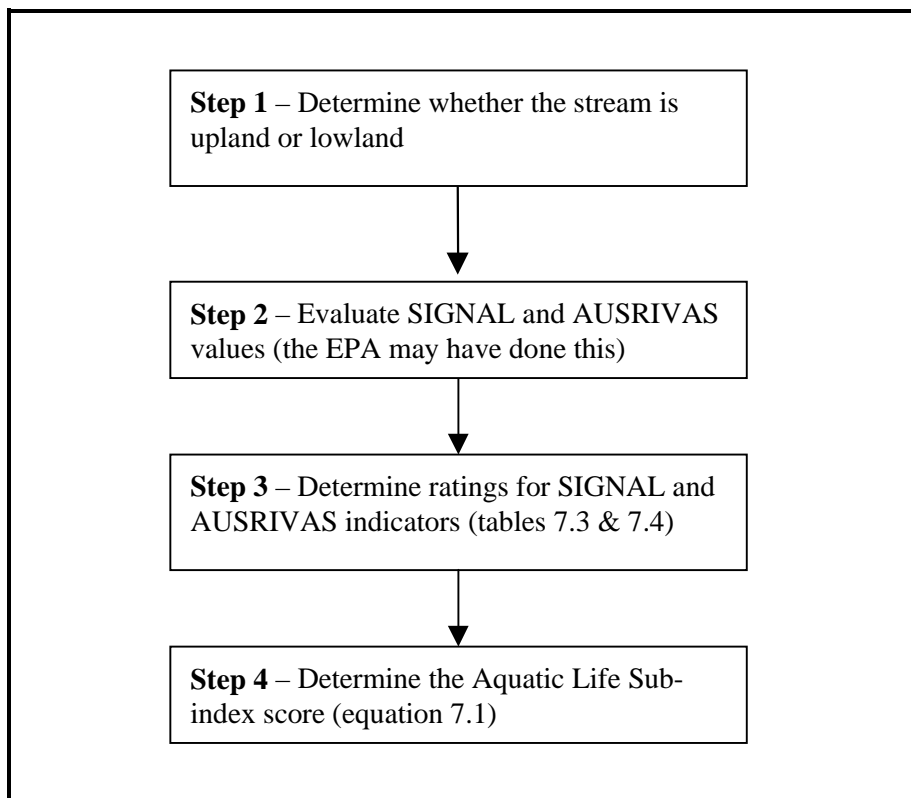 Step 1 – Determine whether the stream is
upland or lowland
Step 2 – Evaluate SIGNAL and AUSRIVAS
values (the EPA may have done this)
Step 3 – Determine ratings for SIGNAL and
AUSRIVAS indicators (tables 7.3 & 7.4)
Step 4 – Determine the Aquatic Life Sub-
index score (equation 7.1)